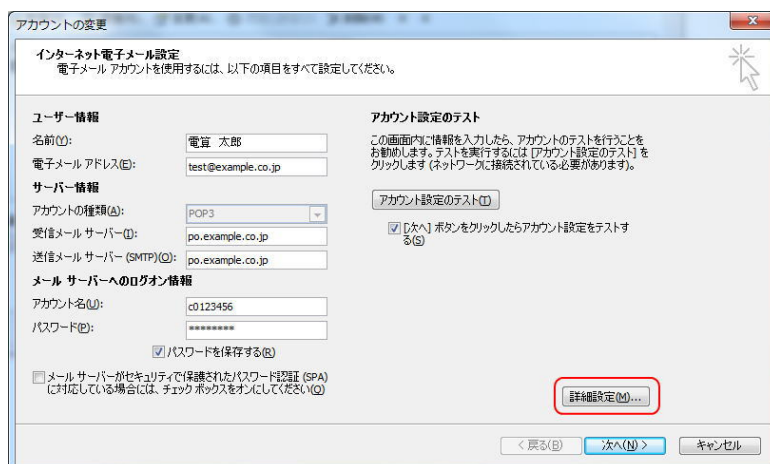 アカウントの変更
インターネット電子メール設定
電子メール アカウントを使用するには、以下の項目をすべて設定してください。
ユーザー情報
名前(Y):
電算 太郎
電子メール アドレス(E):
test@example.co.jp
サーバー情報
アカウントの種類(A):
POP3
受信メール サーバー(I):
po.example.co.jp
送信メール サーバー (SMTP)(O):
po.example.co.jp
メール サーバーへのログオン情報
アカウント名(U):
c0123456
パスワード(P):
********
パスワードを保存する(R)
メール サーバーがセキュリティで保護されたパスワード認証 (SPA)
に対応している場合には、チェック ボックスをオンにしてください(Q)
アカウント設定のテスト
この画面内に情報を入力したら、アカウントのテストを行うことを
お勧めします。テストを実行するには [アカウント設定のテスト] を
クリックします (ネットワークに接続されている必要があります)。
アカウント設定のテスト(T)
[次へ] ボタンをクリックしたらアカウント設定をテストす
る(S)
詳細設定(M)...
< 戻る(B)
次へ(N) >
キャンセル